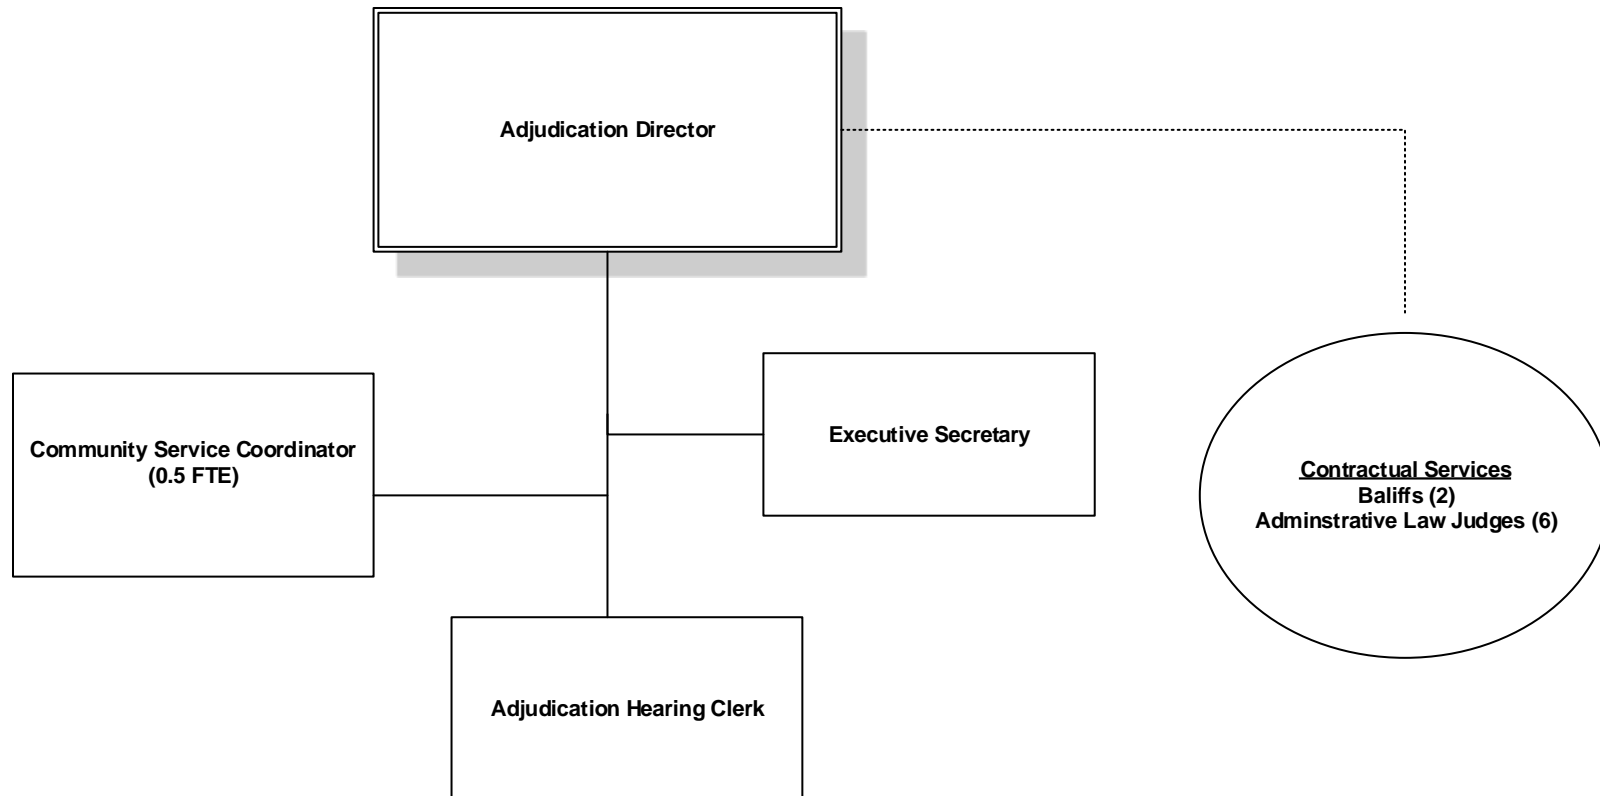 Adjudication Director
Executive Secretary
Community Service Coordinator
(0.5 FTE)
Contractual Services
Baliffs (2)
Adminstrative Law Judges (6)
Adjudication Hearing Clerk